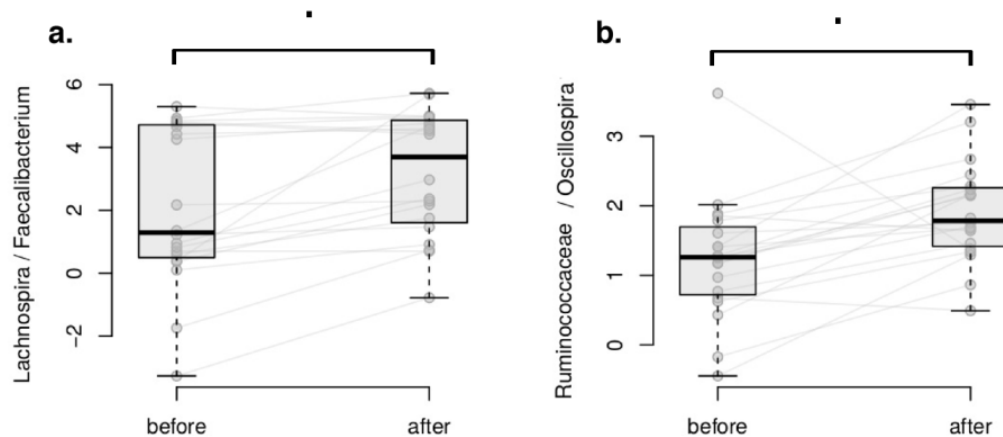 a.
Lachnospira / Faecalibacterium
6
4
2
0
-2
before
after
b.
Ruminococcaceae / Oscillospira
3
2
1
0
before
after